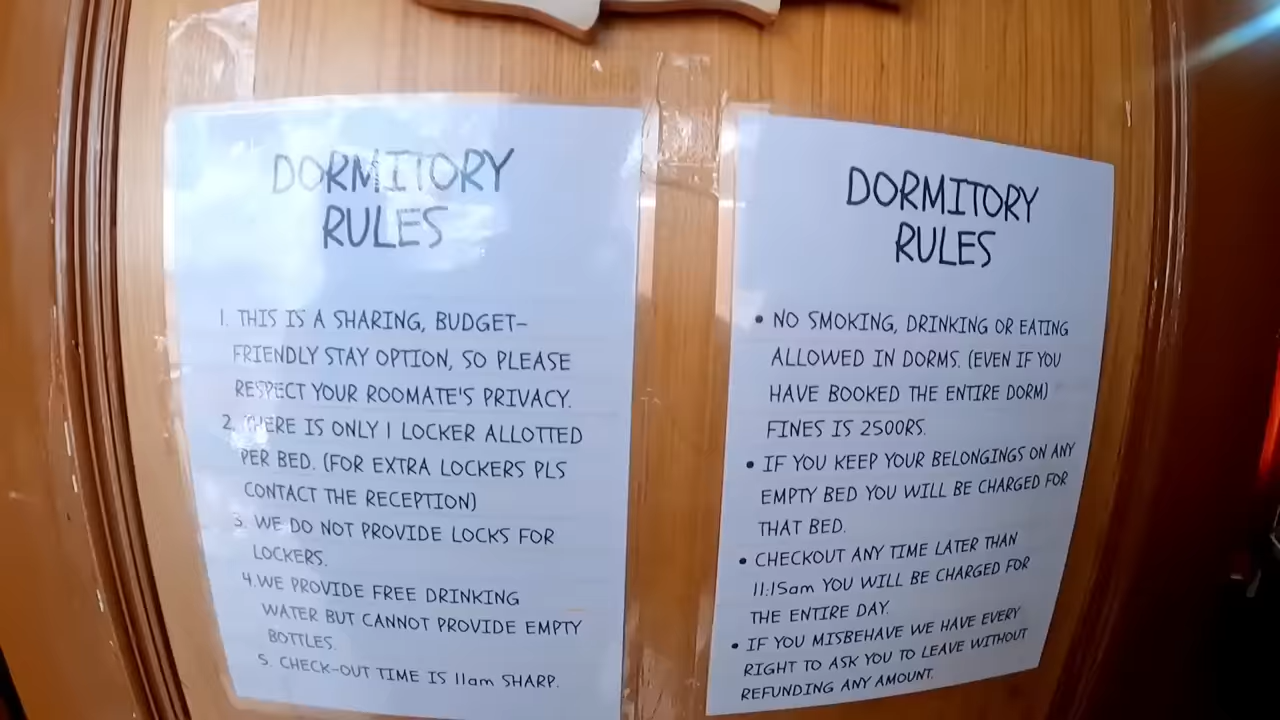 DORMITORY
RULES
1. THIS IS A SHARING, BUDGET-
FRIENDLY STAY OPTION, SO PLEASE
RESPECT YOUR ROOMATE'S PRIVACY.
2. THERE IS ONLY 1 LOCKER ALLOTTED
PER BED. (FOR EXTRA LOCKERS PLS
CONTACT THE RECEPTION)
3. WE DO NOT PROVIDE LOCKS FOR
LOCKERS.
4. WE PROVIDE FREE DRINKING
WATER BUT CANNOT PROVIDE EMPTY
BOTTLES.
5. CHECK-OUT TIME IS 11am SHARP.
DORMITORY
RULES
• NO SMOKING, DRINKING OR EATING
ALLOWED IN DORMS. (EVEN IF YOU
HAVE BOOKED THE ENTIRE DORM)
FINES IS 2500RS.
• IF YOU KEEP YOUR BELONGINGS ON ANY
EMPTY BED YOU WILL BE CHARGED FOR
THAT BED.
• CHECKOUT ANY TIME LATER THAN
11:15am YOU WILL BE CHARGED FOR
THE ENTIRE DAY.
• IF YOU MISBEHAVE WE HAVE EVERY
RIGHT TO ASK YOU TO LEAVE WITHOUT
REFUNDING ANY AMOUNT.